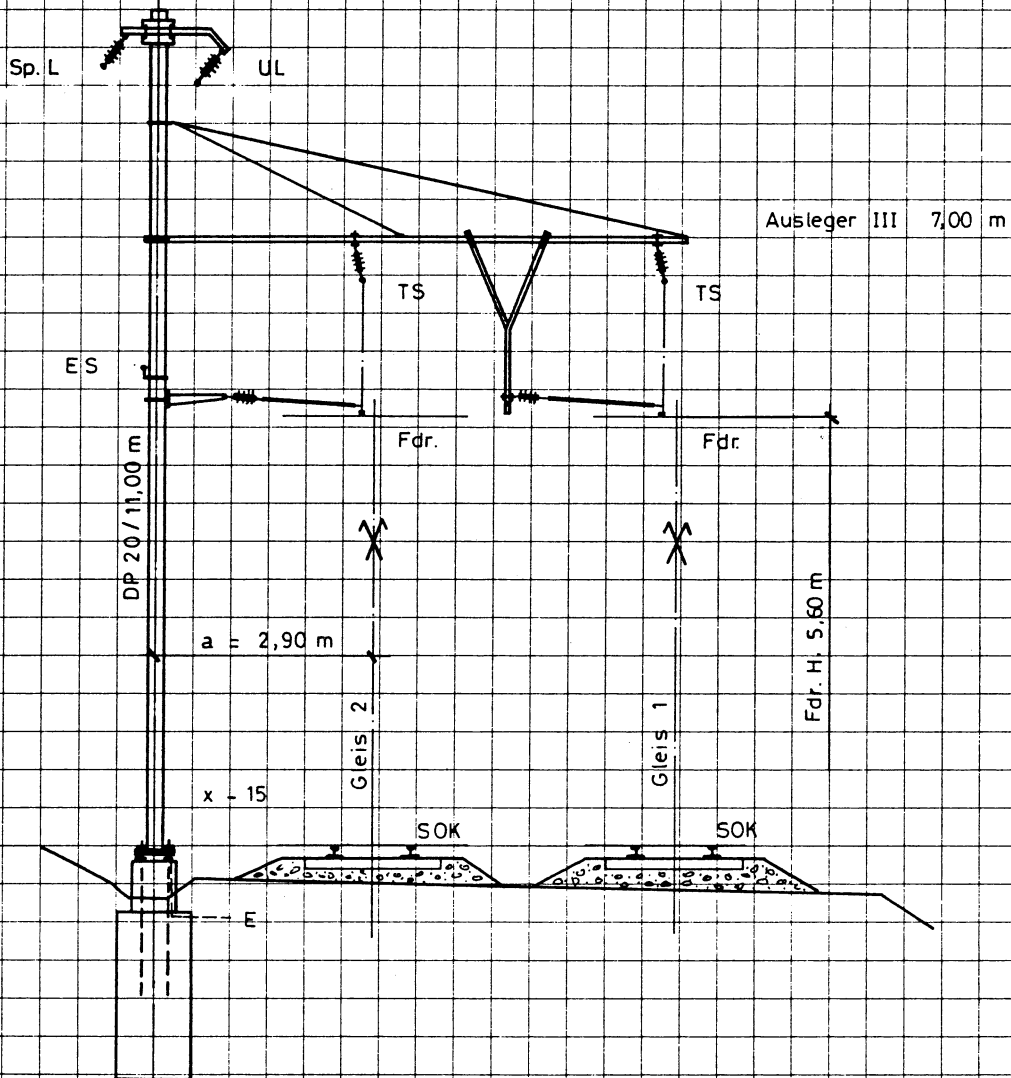 Sp. L
UL
Ausleger III 7,00 m
TS
TS
ES
Fdr.
Fdr.
DP 20 / 11,00 m
a = 2,90 m
Fdr. H. 5,60 m
Gleis 2
Gleis 1
x - 15
SOK
SOK
E